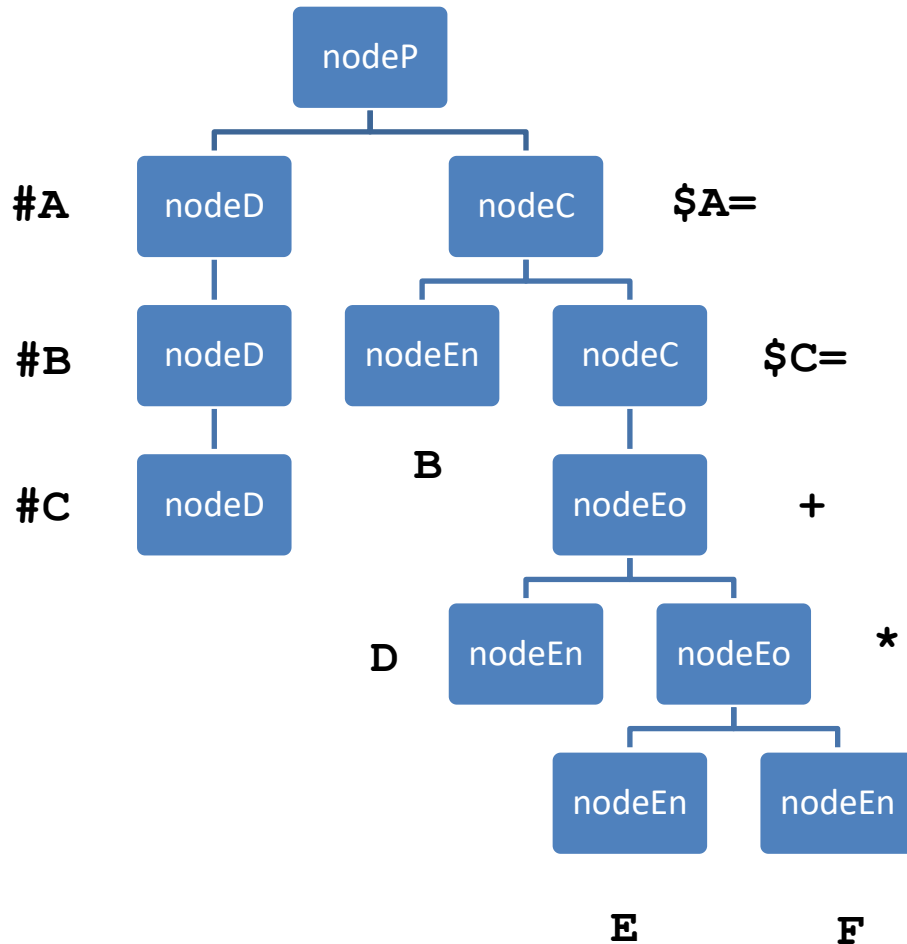 nodeP
#A nodeD nodeC $A=
#B nodeD nodeEn nodeC $C=
B
#C nodeD nodeEo +
D nodeEn nodeEo *
nodeEn nodeEn
E F